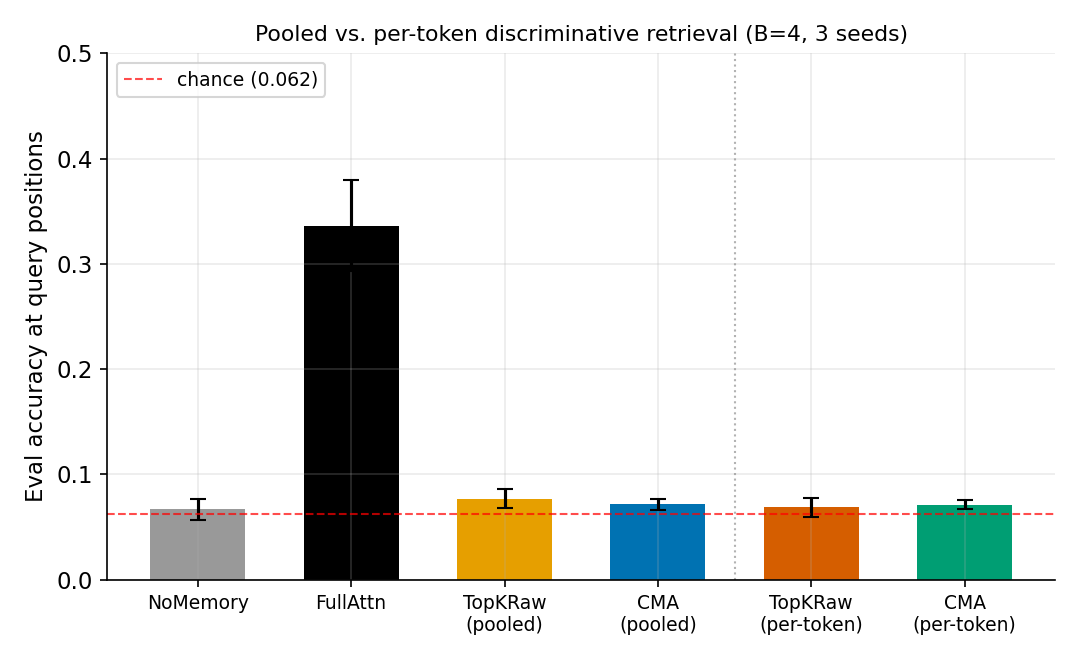 Pooled vs. per-token discriminative retrieval (B=4, 3 seeds)
chance (0.062)
Eval accuracy at query positions
0.5
0.4
0.3
0.2
0.1
0.0
NoMemory
FullAttn
TopKRaw
(pooled)
CMA
(pooled)
TopKRaw
(per-token)
CMA
(per-token)